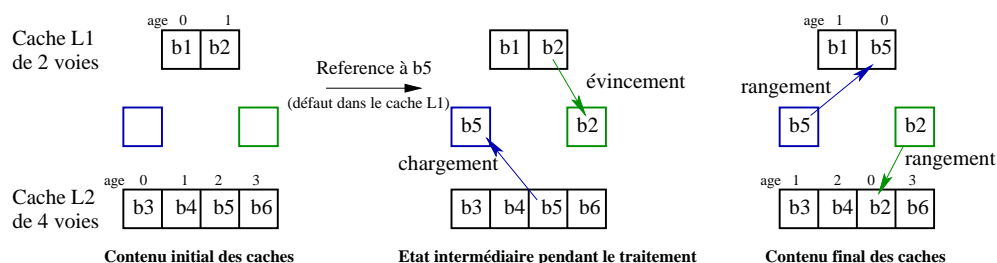 age 0 1
Cache L1
de 2 voies
b1 b2
Reference à b5
(défaut dans le cache L1)
b1 b2
évincement
age 1 0
b1 b5
rangement
b5
b2
b5
b2
chargement
rangement
Cache L2
de 4 voies
age 0 1 2 3
b3 b4 b5 b6
b3 b4 b5 b6
age 1 2 0 3
b3 b4 b2 b6
Contenu initial des caches
Etat intermédiaire pendant le traitement
Contenu final des caches